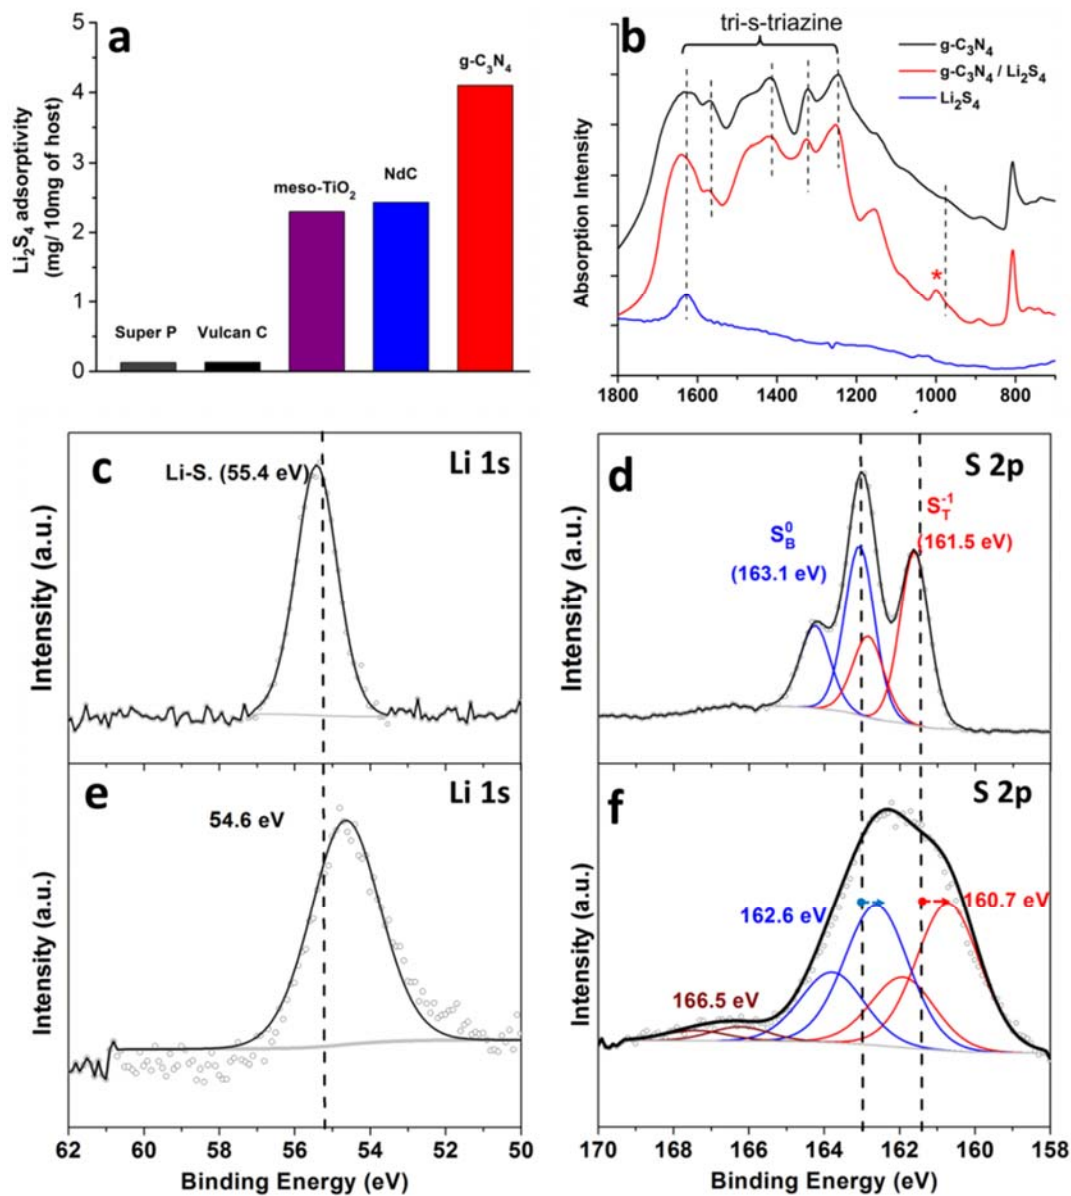 a
Li₂S₄ adsorptivity
(mg/ 10mg of host)
5
4
3
2
1
0
Super P
Vulcan C
meso-TiO₂
NdC
g-C₃N₄
b
tri-s-triazine
g-C₃N₄
g-C₃N₄ / Li₂S₄
Li₂S₄
*
Absorption Intensity
1800 1600 1400 1200 1000 800
c
Li-S. (55.4 eV)
Li 1s
Intensity (a.u.)
d
S 2p
S_B^0
(163.1 eV)
S_T^-1
(161.5 eV)
Intensity (a.u.)
e
54.6 eV
Li 1s
Intensity (a.u.)
62 60 58 56 54 52 50
Binding Energy (eV)
f
S 2p
162.6 eV
160.7 eV
166.5 eV
Intensity (a.u.)
170 168 166 164 162 160 158
Binding Energy (eV)